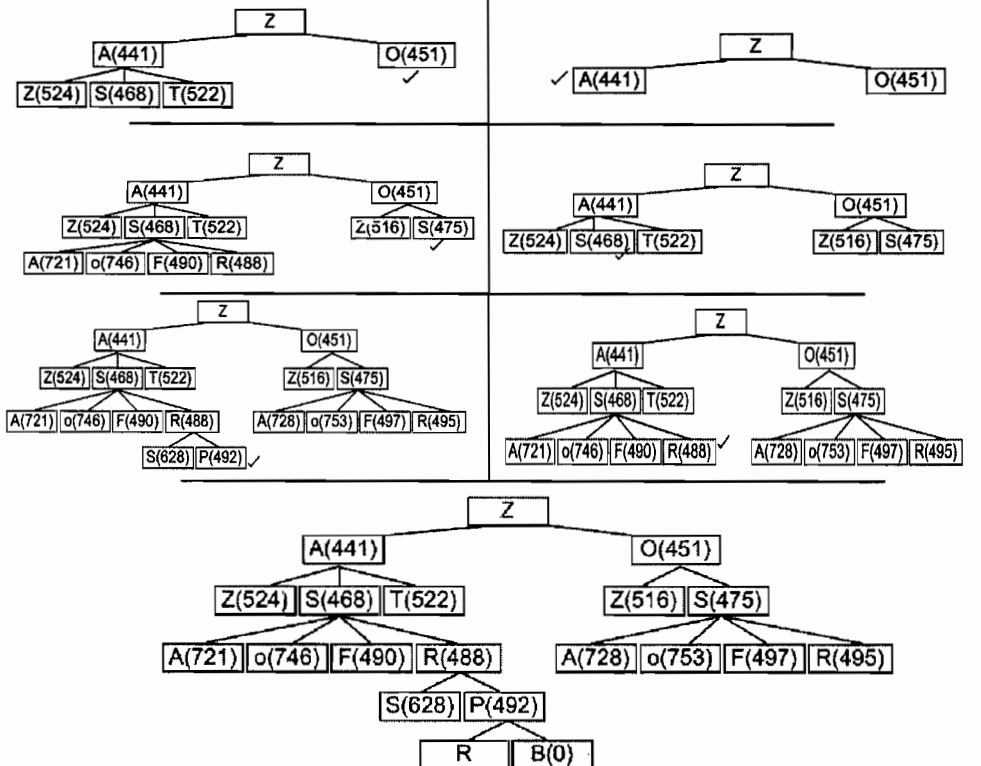 Z
A(441) O(451)
Z(524) S(468) T(522)
Z
A(441) O(451)
Z
A(441) O(451)
Z(524) S(468) T(522) Z(516) S(475)
A(721) o(746) F(490) R(488)
Z
A(441) O(451)
Z(524) S(468) T(522) Z(516) S(475)
Z
A(441) O(451)
Z(524) S(468) T(522) Z(516) S(475)
A(721) o(746) F(490) R(488) A(728) o(753) F(497) R(495)
S(628) P(492)
Z
A(441) O(451)
Z(524) S(468) T(522) Z(516) S(475)
A(721) o(746) F(490) R(488) A(728) o(753) F(497) R(495)
Z
A(441) O(451)
Z(524) S(468) T(522) Z(516) S(475)
A(721) o(746) F(490) R(488) A(728) o(753) F(497) R(495)
S(628) P(492)
R B(0)